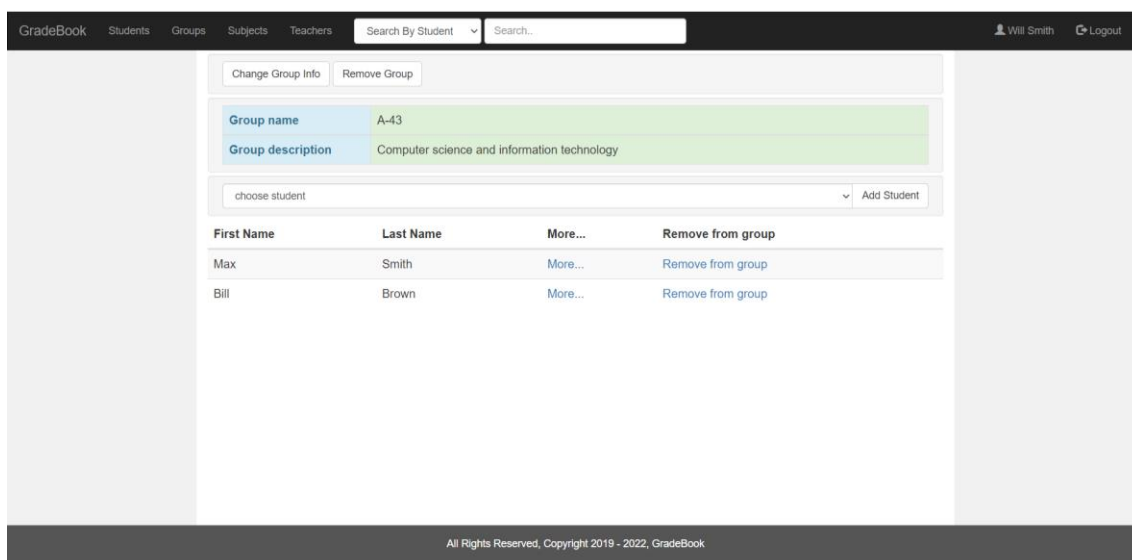 GradeBook Students Groups Subjects Teachers Search By Student Search.. Will Smith Logout
Change Group Info Remove Group
Group name A-43
Group description Computer science and information technology
choose student Add Student
First Name Last Name More... Remove from group
Max Smith More... Remove from group
Bill Brown More... Remove from group
All Rights Reserved, Copyright 2019 - 2022, GradeBook